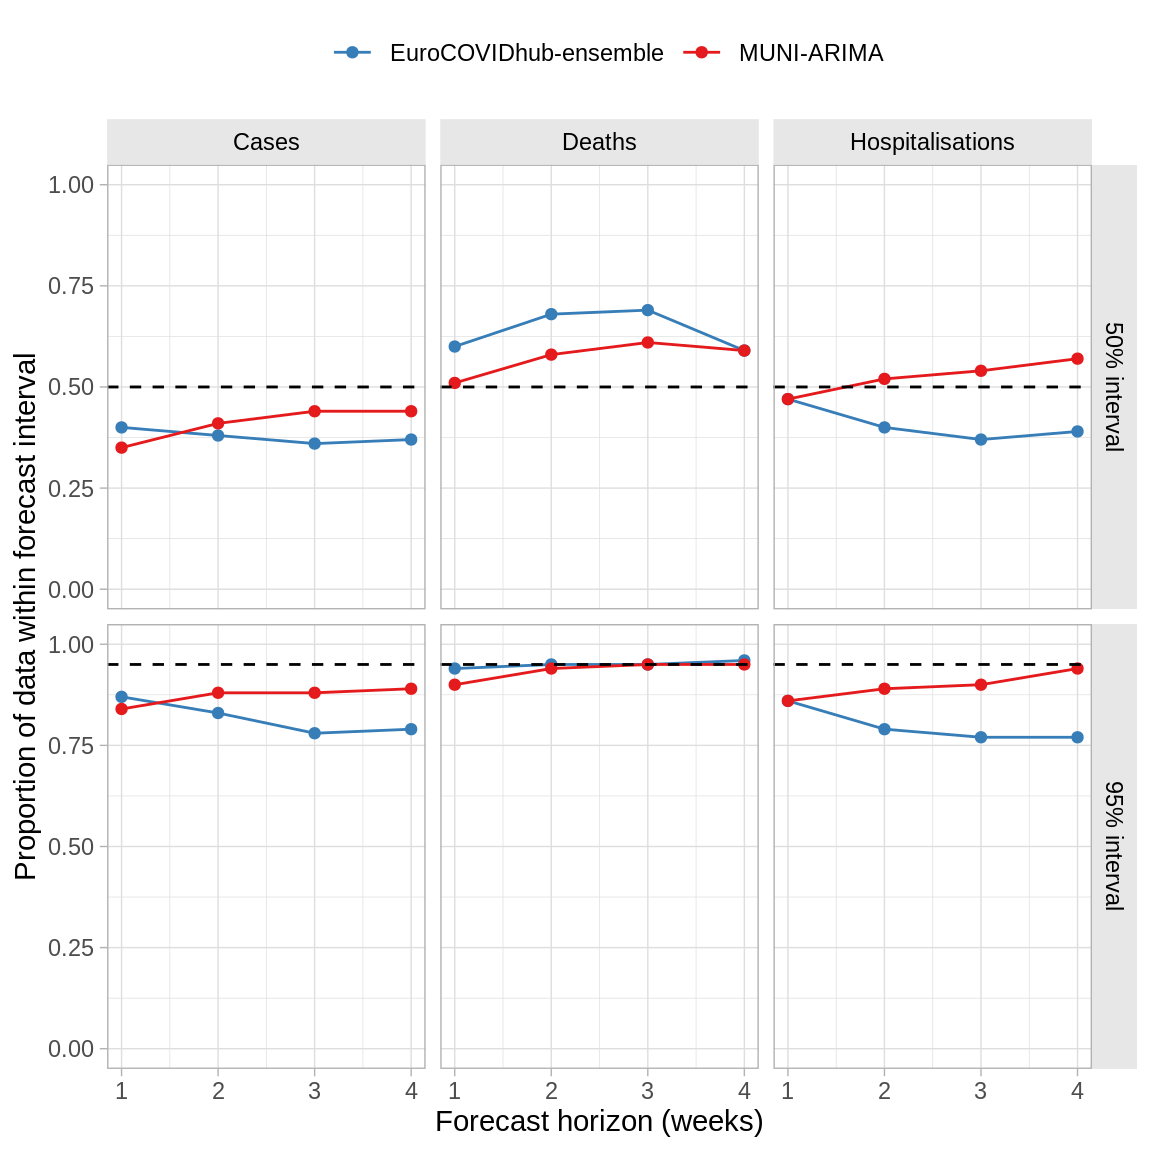 EuroCOVIDhub-ensemble MUNI-ARIMA
Cases Deaths Hospitalisations
1.00
0.75
0.50
0.25
0.00
50% interval
1.00
0.75
0.50
0.25
0.00
95% interval
Proportion of data within forecast interval
1 2 3 4 1 2 3 4 1 2 3 4
Forecast horizon (weeks)